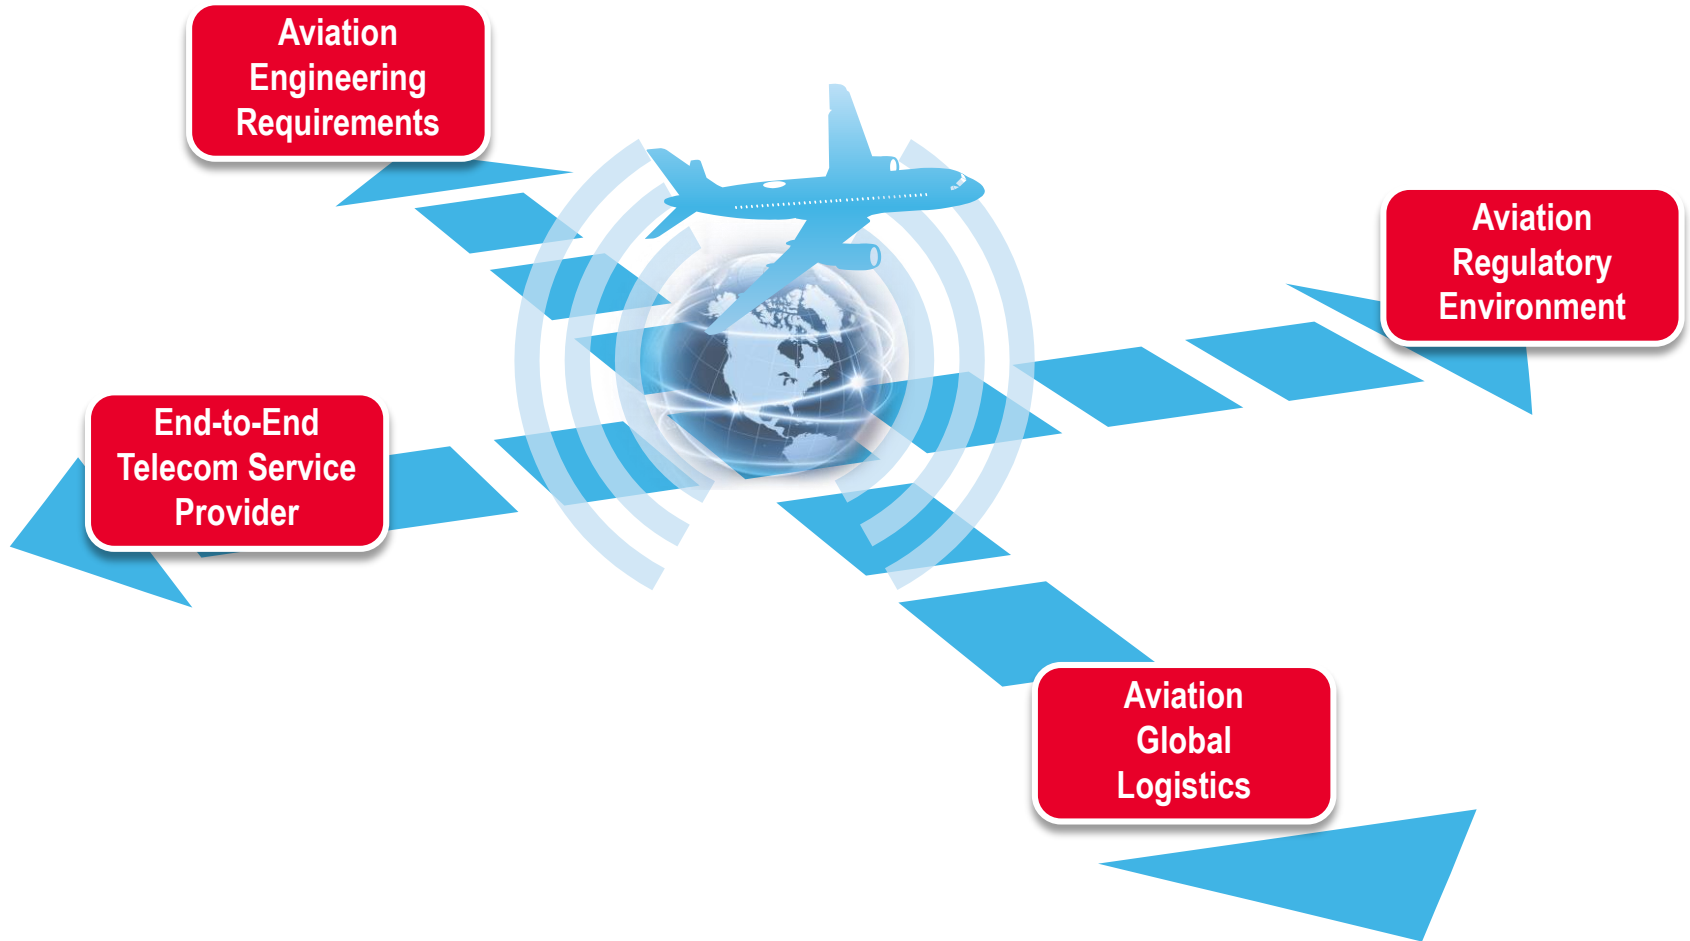 Aviation
Engineering
Requirements
Aviation
Regulatory
Environment
End-to-End
Telecom Service
Provider
Aviation
Global
Logistics